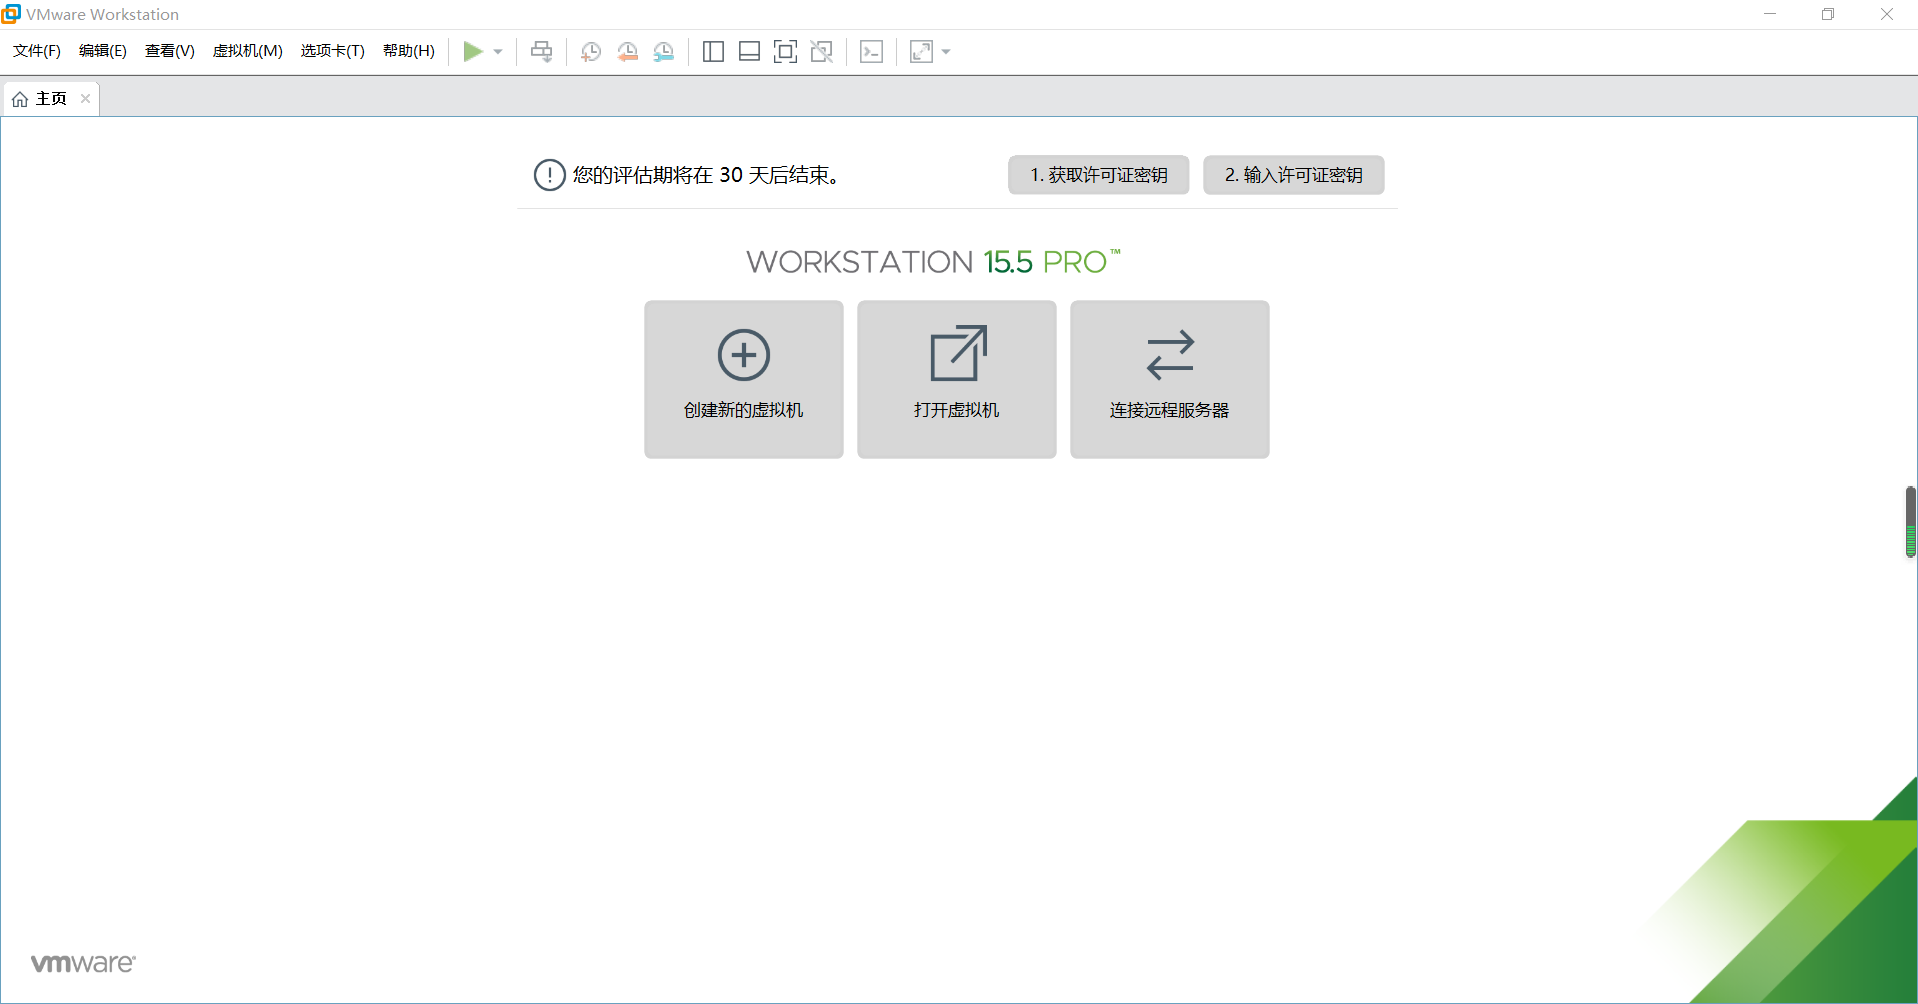 VMware Workstation
文件(F) 编辑(E) 查看(V) 虚拟机(M) 选项卡(T) 帮助(H)
主页
您的评估期将在 30 天后结束。
1. 获取许可证密钥
2. 输入许可证密钥
WORKSTATION 15.5 PRO™
创建新的虚拟机
打开虚拟机
连接远程服务器
vmware®